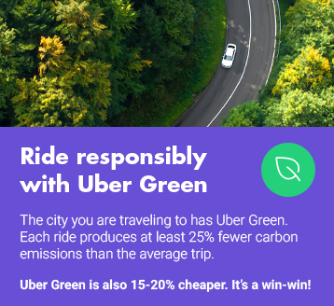 Ride responsibly
with Uber Green
The city you are traveling to has Uber Green.
Each ride produces at least 25% fewer carbon
emissions than the average trip.
Uber Green is also 15-20% cheaper. It's a win-win!